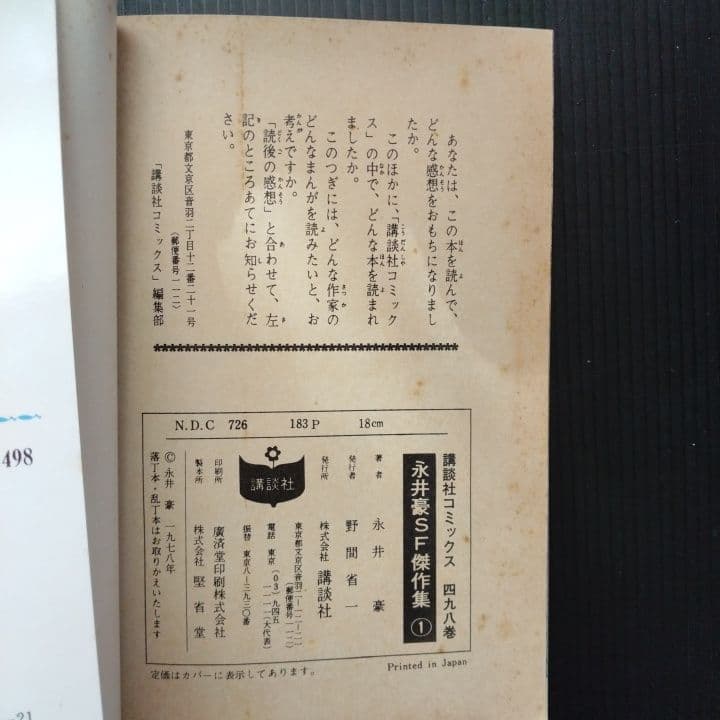 あなたは、この本を読んで、
どんな感想をおもちになりまし
たか。
このほかに、「講談社コミック
ス」の中で、どんな本を読まれ
ましたか。
このつぎには、どんな作家の
どんなまんがを読みたいと、お
考えですか。
「読後の感想」と合わせて、左
記のところあてにお知らせくだ
さい。
東京都文京区音羽二丁目十二番二十一号
(郵便番号一一二)
「講談社コミックス」編集部
N.D.C 726 183P 18cm
講談社コミックス 四九八巻
永井豪SF傑作集 ①
著者 永井豪
発行者 野間省一
発行所 株式会社 講談社
東京都文京区音羽二-一二-二一
(郵便番号一一二)
電話 東京(03)九四五
一一一一(大代表)
振替 東京八-三九三〇番
講談社
印刷所 廣済堂印刷株式会社
製本所 株式会社 堅省堂
© 永井豪 一九七八年
落丁本・乱丁本はお取りかえいたします
定価はカバーに表示してあります。
Printed in Japan
498
-21